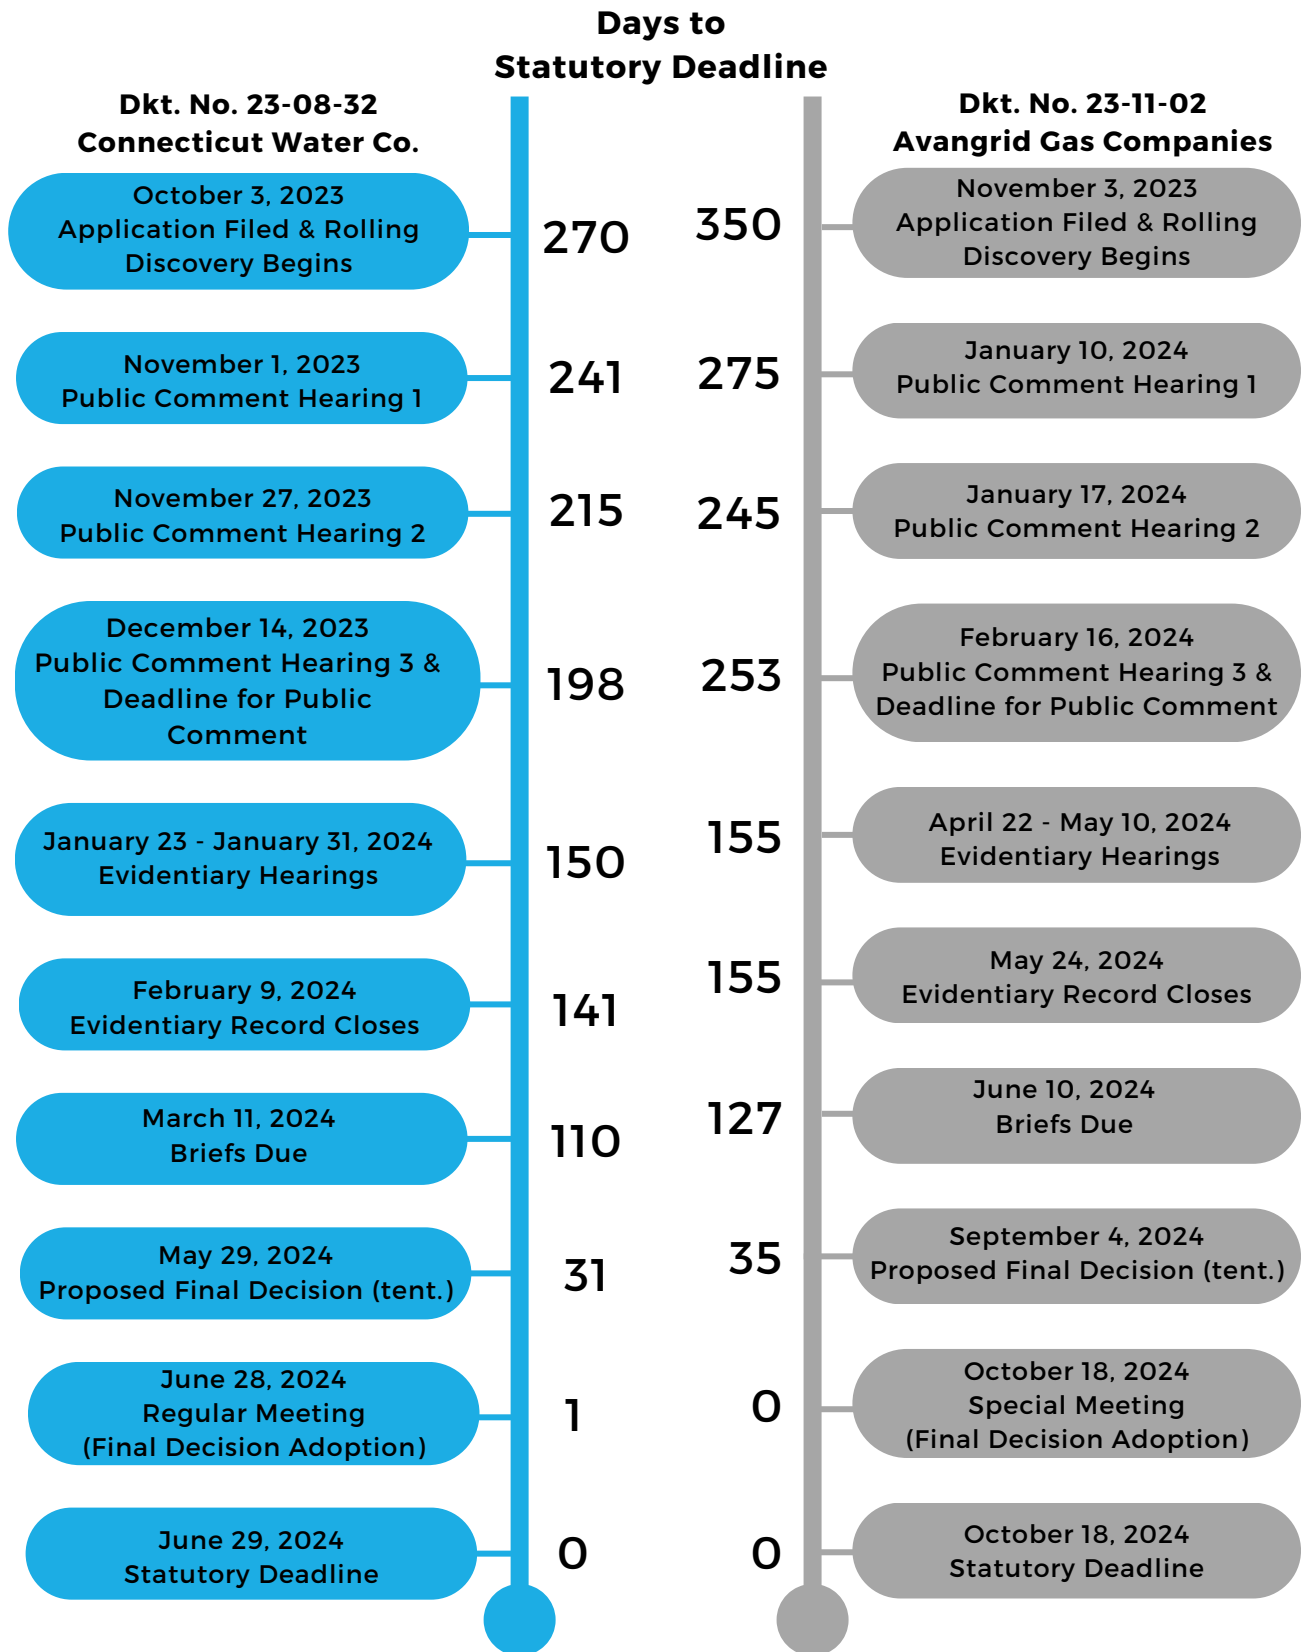 Days to
Statutory Deadline
Dkt. No. 23-08-32
Connecticut Water Co.
October 3, 2023
Application Filed & Rolling
Discovery Begins
270
November 1, 2023
Public Comment Hearing 1
241
November 27, 2023
Public Comment Hearing 2
215
December 14, 2023
Public Comment Hearing 3 &
Deadline for Public
Comment
198
January 23 - January 31, 2024
Evidentiary Hearings
150
February 9, 2024
Evidentiary Record Closes
141
March 11, 2024
Briefs Due
110
May 29, 2024
Proposed Final Decision (tent.)
31
June 28, 2024
Regular Meeting
(Final Decision Adoption)
1
June 29, 2024
Statutory Deadline
0
Dkt. No. 23-11-02
Avangrid Gas Companies
350
November 3, 2023
Application Filed & Rolling
Discovery Begins
275
January 10, 2024
Public Comment Hearing 1
245
January 17, 2024
Public Comment Hearing 2
253
February 16, 2024
Public Comment Hearing 3 &
Deadline for Public Comment
155
April 22 - May 10, 2024
Evidentiary Hearings
155
May 24, 2024
Evidentiary Record Closes
127
June 10, 2024
Briefs Due
35
September 4, 2024
Proposed Final Decision (tent.)
0
October 18, 2024
Special Meeting
(Final Decision Adoption)
0
October 18, 2024
Statutory Deadline